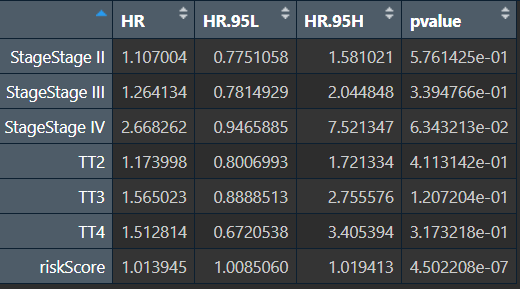 HR HR.95L HR.95H pvalue
StageStage II 1.107004 0.7751058 1.581021 5.761425e-01
StageStage III 1.264134 0.7814929 2.044848 3.394766e-01
StageStage IV 2.668262 0.9465885 7.521347 6.343213e-02
TT2 1.173998 0.8006993 1.721334 4.113142e-01
TT3 1.565023 0.8888513 2.755576 1.207204e-01
TT4 1.512814 0.6720538 3.405394 3.173218e-01
riskScore 1.013945 1.0085060 1.019413 4.502208e-07